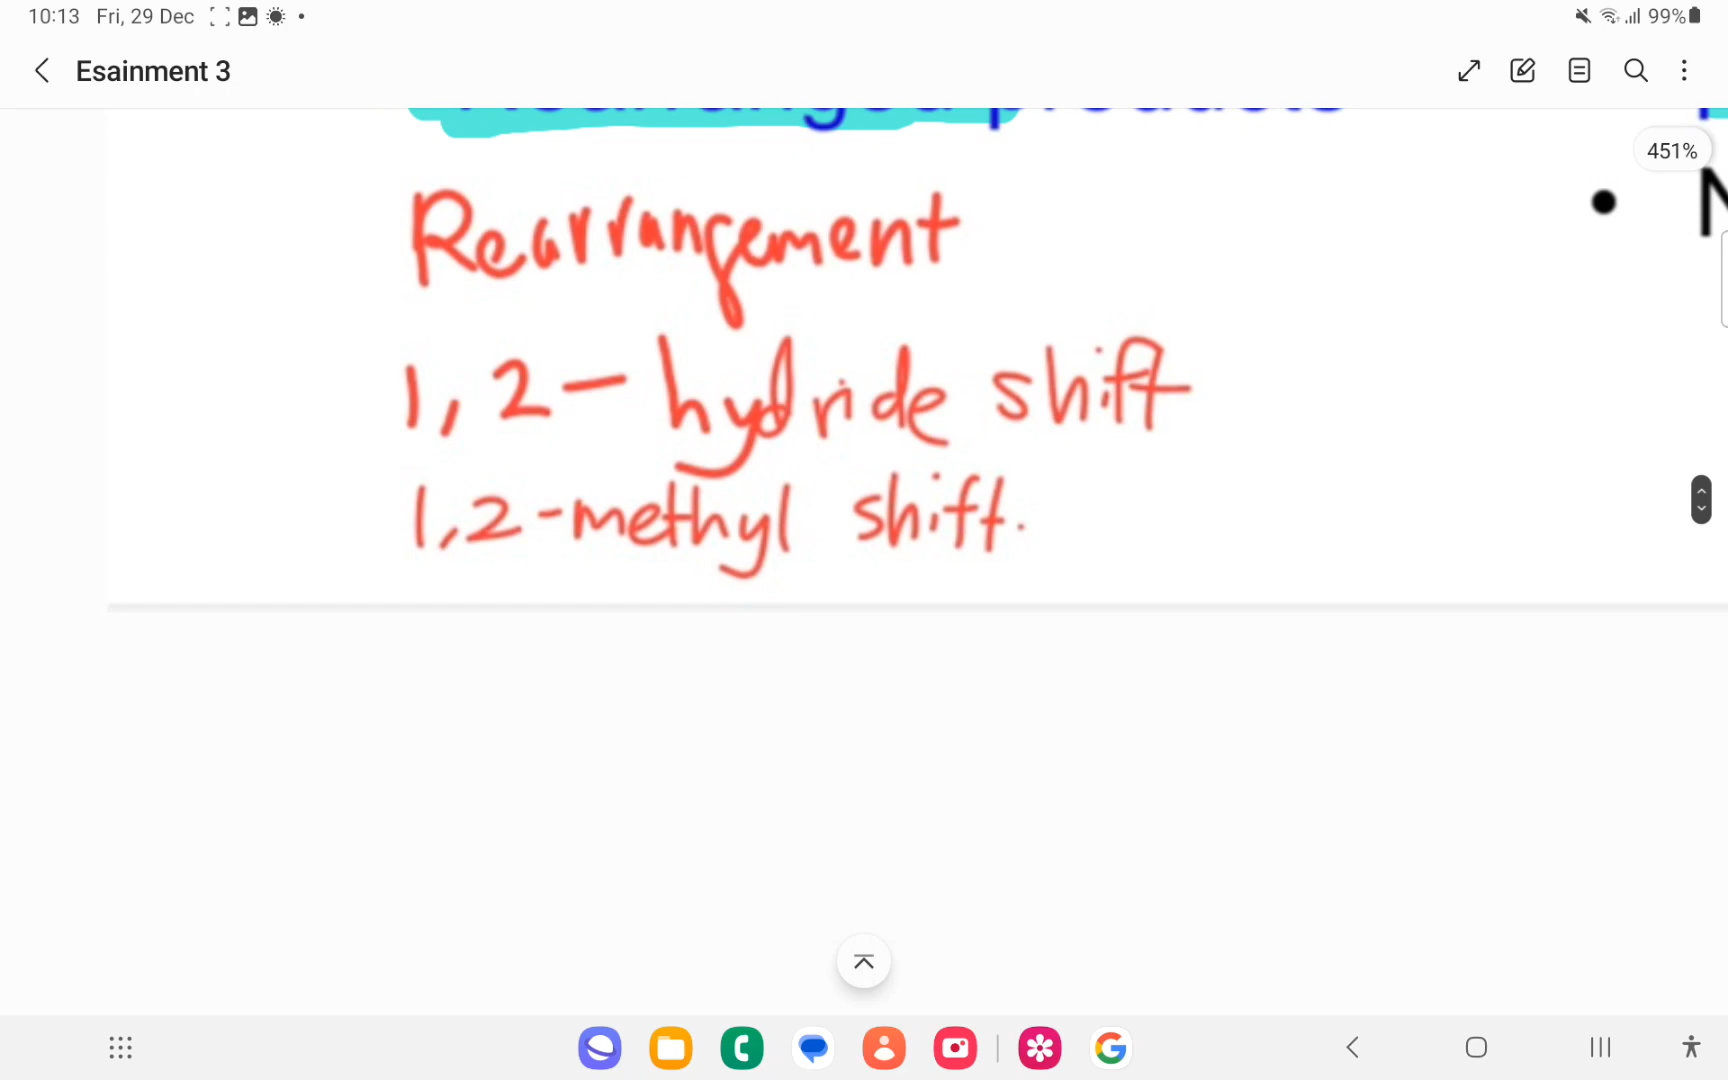 10:13 Fri, 29 Dec
99%
Esainment 3
451%
Rearrangement
1, 2 - hydride shift
1,2-methyl shift.